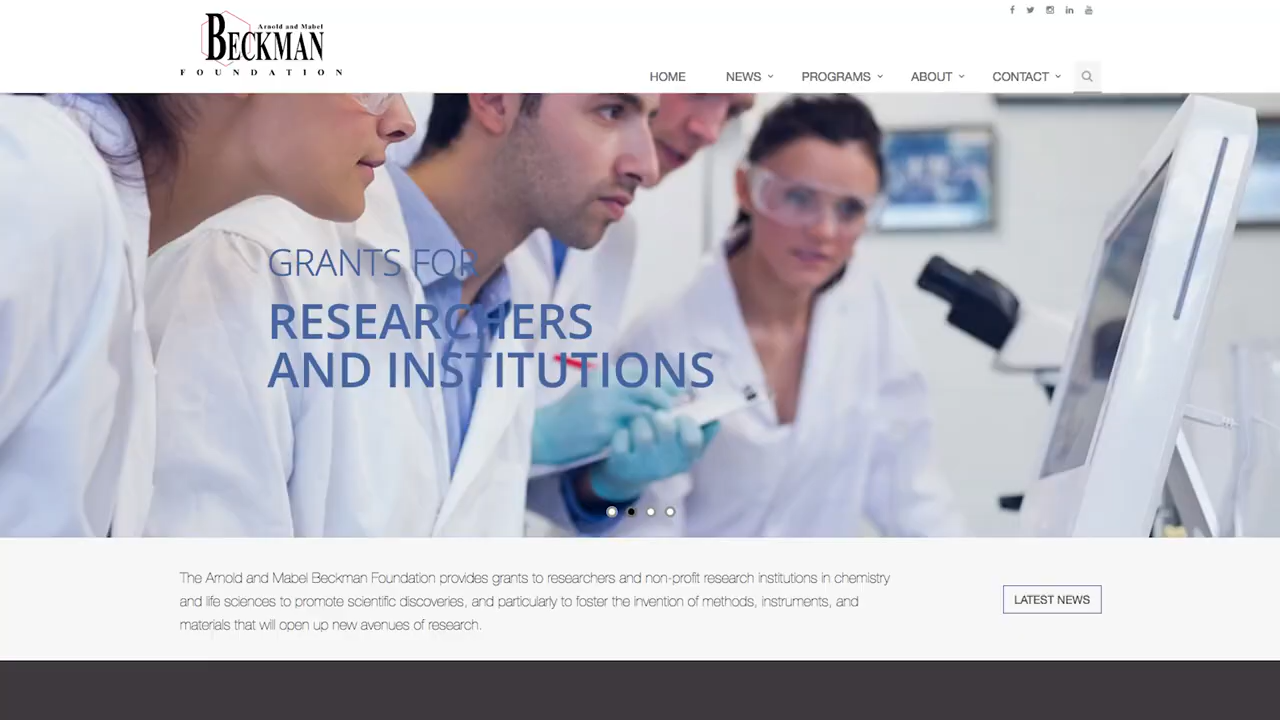 Arnold and Mabel
BECKMAN
FOUNDATION
HOME NEWS PROGRAMS ABOUT CONTACT
GRANTS FOR
RESEARCHERS
AND INSTITUTIONS
The Arnold and Mabel Beckman Foundation provides grants to researchers and non-profit research institutions in chemistry
and life sciences to promote scientific discoveries, and particularly to foster the invention of methods, instruments, and
materials that will open up new avenues of research.
LATEST NEWS